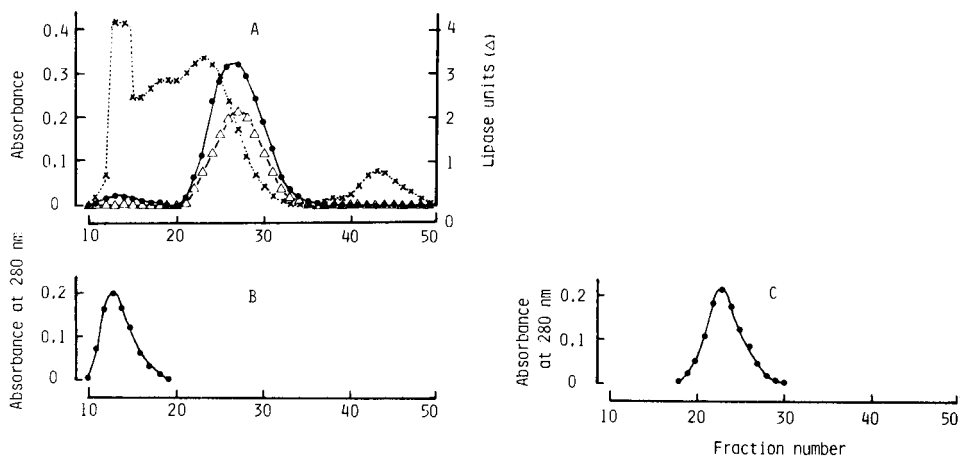 A
Absorbance
0.4
0.3
0.2
0.1
0
4
3
2
1
0
Lipase units (△)
10 20 30 40 50
B
Absorbance at 280 nm
0.2
0.1
0
10 20 30 40 50
C
Absorbance
at 280 nm
0.2
0.1
0
10 20 30 40 50
Fraction number